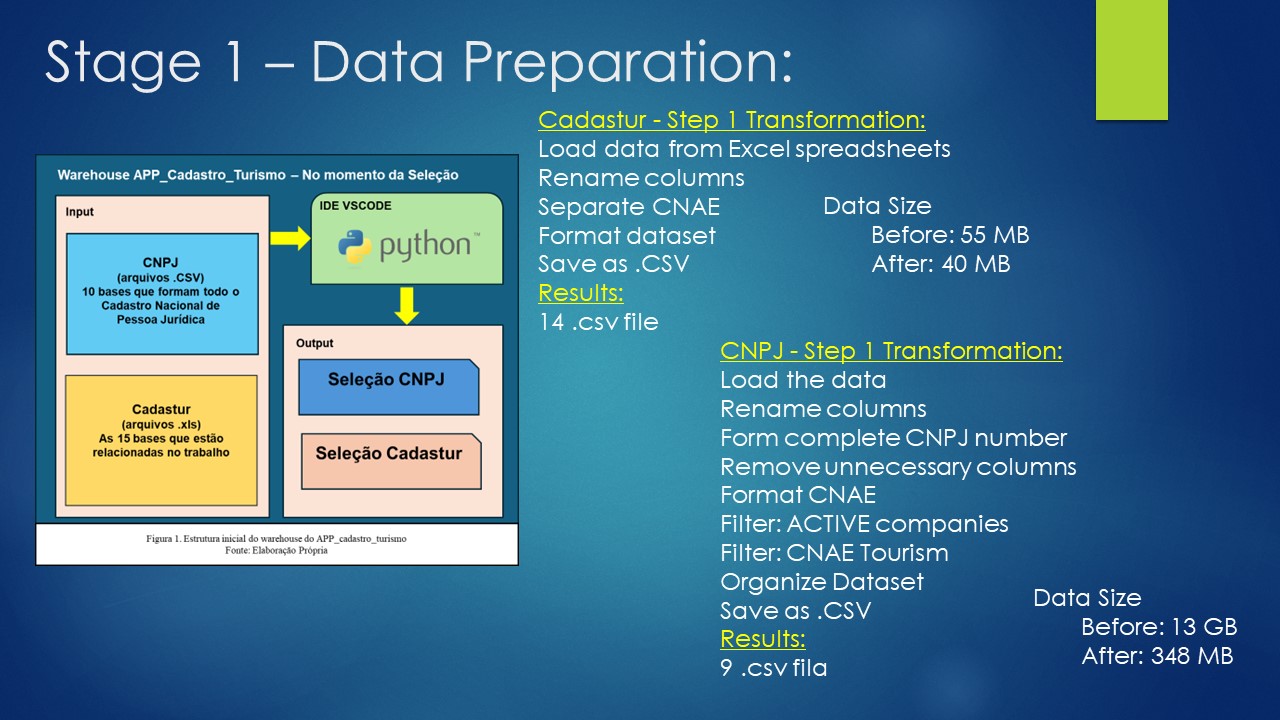 Stage 1 – Data Preparation:
Warehouse APP_Cadastro_Turismo – No momento da Seleção
Input
CNPJ
(arquivos .CSV)
10 bases que formam todo o
Cadastro Nacional de
Pessoa Jurídica
Cadastur
(arquivos .xls)
As 15 bases que estão
relacionadas no trabalho
IDE VSCODE
python™
Output
Seleção CNPJ
Seleção Cadastur
Figura 1. Estrutura inicial do warehouse do APP_cadastro_turismo
Fonte: Elaboração Própria
Cadastur - Step 1 Transformation:
Load data from Excel spreadsheets
Rename columns
Separate CNAE
Format dataset
Save as .CSV
Results:
14 .csv file
Data Size
Before: 55 MB
After: 40 MB
CNPJ - Step 1 Transformation:
Load the data
Rename columns
Form complete CNPJ number
Remove unnecessary columns
Format CNAE
Filter: ACTIVE companies
Filter: CNAE Tourism
Organize Dataset
Save as .CSV
Results:
9 .csv fila
Data Size
Before: 13 GB
After: 348 MB